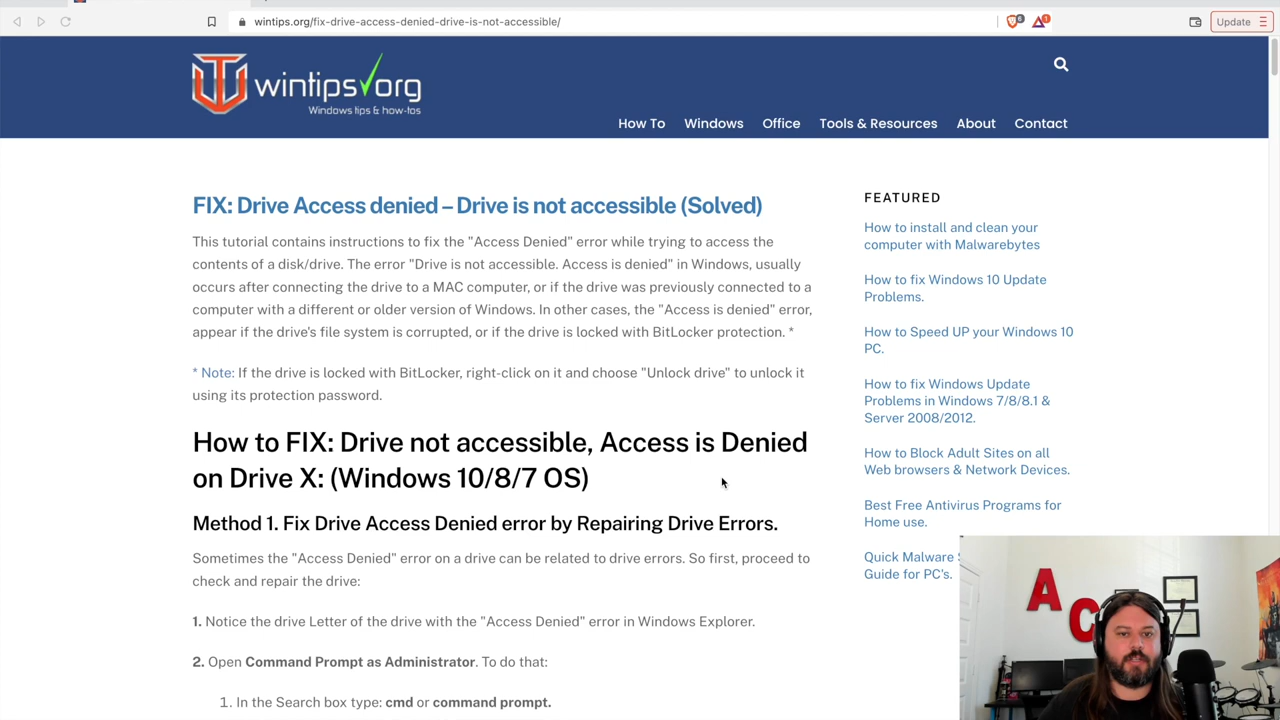 wintips.org/fix-drive-access-denied-drive-is-not-accessible/
6
1
Update
wintips org
Windows tips & how-tos
How To
Windows
Office
Tools & Resources
About
Contact
FIX: Drive Access denied – Drive is not accessible (Solved)
This tutorial contains instructions to fix the "Access Denied" error while trying to access the
contents of a disk/drive. The error "Drive is not accessible. Access is denied" in Windows, usually
occurs after connecting the drive to a MAC computer, or if the drive was previously connected to a
computer with a different or older version of Windows. In other cases, the "Access is denied" error,
appear if the drive's file system is corrupted, or if the drive is locked with BitLocker protection. *
* Note: If the drive is locked with BitLocker, right-click on it and choose "Unlock drive" to unlock it
using its protection password.
How to FIX: Drive not accessible, Access is Denied
on Drive X: (Windows 10/8/7 OS)
Method 1. Fix Drive Access Denied error by Repairing Drive Errors.
Sometimes the "Access Denied" error on a drive can be related to drive errors. So first, proceed to
check and repair the drive:
1. Notice the drive Letter of the drive with the "Access Denied" error in Windows Explorer.
2. Open Command Prompt as Administrator. To do that:
1. In the Search box type: cmd or command prompt.
FEATURED
How to install and clean your
computer with Malwarebytes
How to fix Windows 10 Update
Problems.
How to Speed UP your Windows 10
PC.
How to fix Windows Update
Problems in Windows 7/8/8.1 &
Server 2008/2012.
How to Block Adult Sites on all
Web browsers & Network Devices.
Best Free Antivirus Programs for
Home use.
Quick Malware
Guide for PC's.
A
C